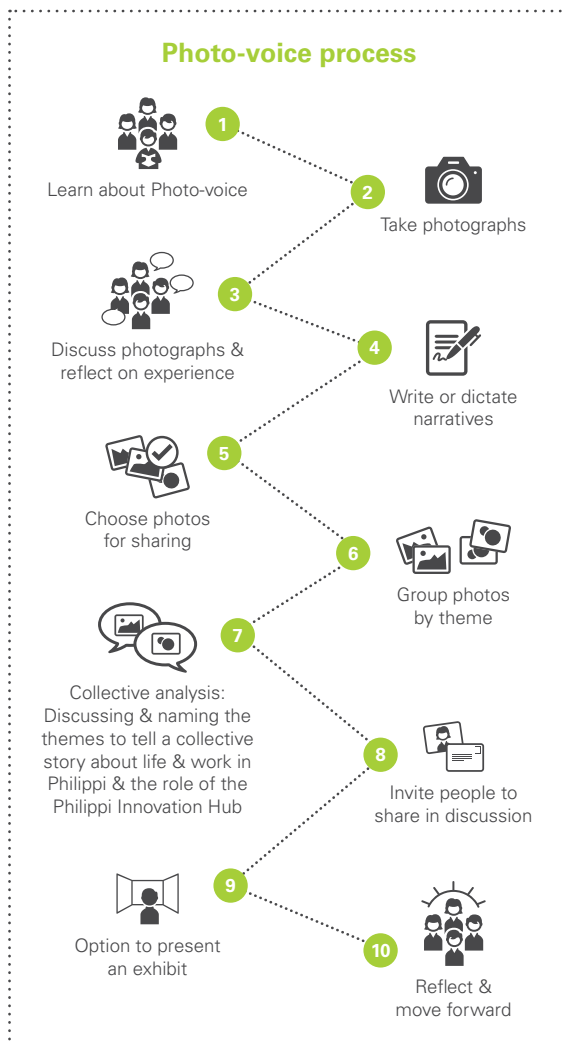 Photo-voice process
1
Learn about Photo-voice
2
Take photographs
3
Discuss photographs &
reflect on experience
4
Write or dictate
narratives
5
Choose photos
for sharing
6
Group photos
by theme
7
Collective analysis:
Discussing & naming the
themes to tell a collective
story about life & work in
Philippi & the role of the
Philippi Innovation Hub
8
Invite people to
share in discussion
9
Option to present
an exhibit
10
Reflect &
move forward